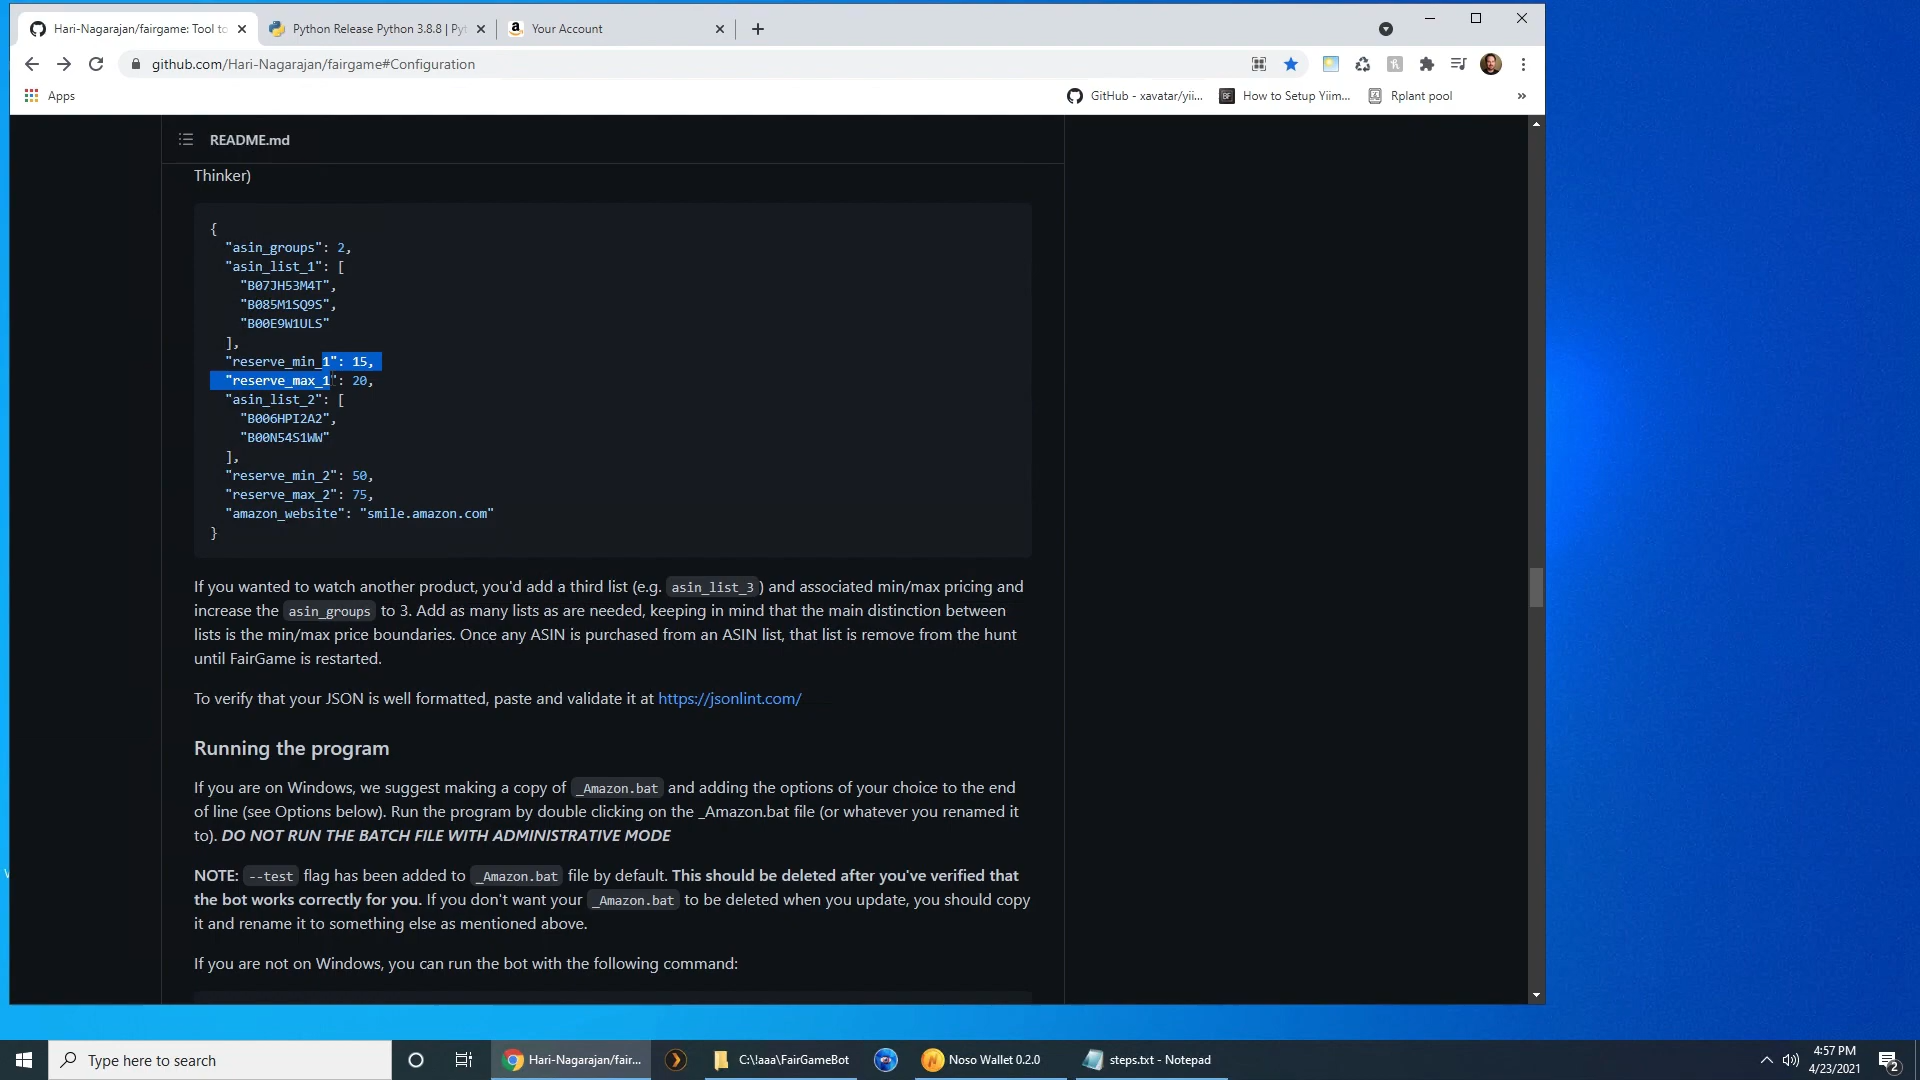 Hari-Nagarajan/fairgame: Tool to
Python Release Python 3.8.8 | Pyt
Your Account
github.com/Hari-Nagarajan/fairgame#Configuration
Apps
GitHub - xavatar/yii...
How to Setup Yiim...
Rplant pool
»
README.md
Thinker)
{
"asin_groups": 2,
"asin_list_1": [
"B07JH53M4T",
"B085M1SQ9S",
"B00E9W1ULS"
],
"reserve_min_1": 15,
"reserve_max_1": 20,
"asin_list_2": [
"B006HPI2A2",
"B00N54S1WW"
],
"reserve_min_2": 50,
"reserve_max_2": 75,
"amazon_website": "smile.amazon.com"
}
If you wanted to watch another product, you'd add a third list (e.g. asin_list_3 ) and associated min/max pricing and
increase the asin_groups to 3. Add as many lists as are needed, keeping in mind that the main distinction between
lists is the min/max price boundaries. Once any ASIN is purchased from an ASIN list, that list is remove from the hunt
until FairGame is restarted.
To verify that your JSON is well formatted, paste and validate it at https://jsonlint.com/
Running the program
If you are on Windows, we suggest making a copy of _Amazon.bat and adding the options of your choice to the end
of line (see Options below). Run the program by double clicking on the _Amazon.bat file (or whatever you renamed it
to). DO NOT RUN THE BATCH FILE WITH ADMINISTRATIVE MODE
NOTE: --test flag has been added to _Amazon.bat file by default. This should be deleted after you've verified that
the bot works correctly for you. If you don't want your _Amazon.bat to be deleted when you update, you should copy
it and rename it to something else as mentioned above.
If you are not on Windows, you can run the bot with the following command:
Type here to search
Hari-Nagarajan/fair...
C:\!aaa\FairGameBot
Noso Wallet 0.2.0
steps.txt - Notepad
4:57 PM
4/23/2021
2